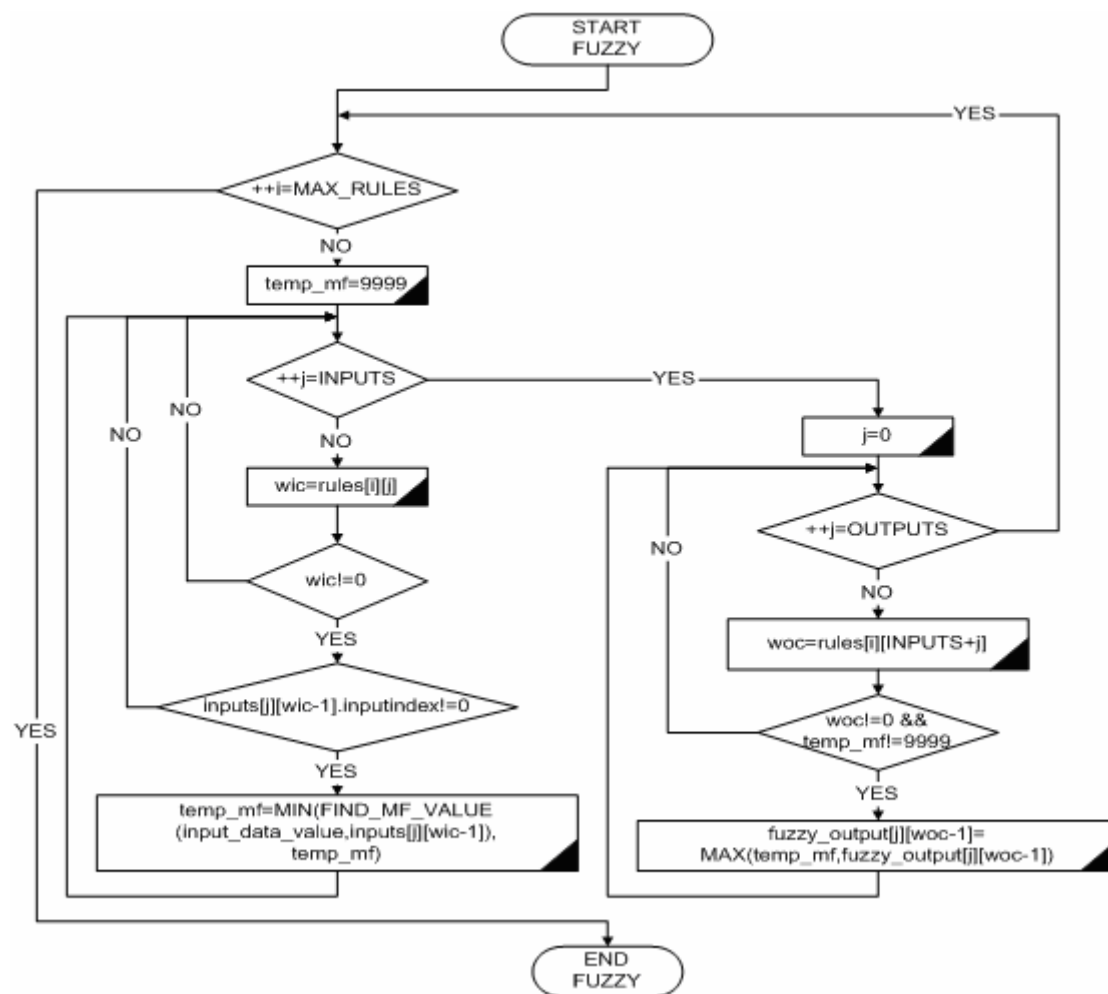 START
FUZZY
YES
++i=MAX_RULES
NO
temp_mf=9999
++j=INPUTS
YES
NO
NO
NO
j=0
wic=rules[i][j]
++j=OUTPUTS
NO
wic!=0
NO
YES
woc=rules[i][INPUTS+j]
inputs[j][wic-1].inputindex!=0
woc!=0 &&
temp_mf!=9999
YES
YES
YES
temp_mf=MIN(FIND_MF_VALUE
(input_data_value,inputs[j][wic-1]),
temp_mf)
fuzzy_output[j][woc-1]=
MAX(temp_mf,fuzzy_output[j][woc-1])
END
FUZZY